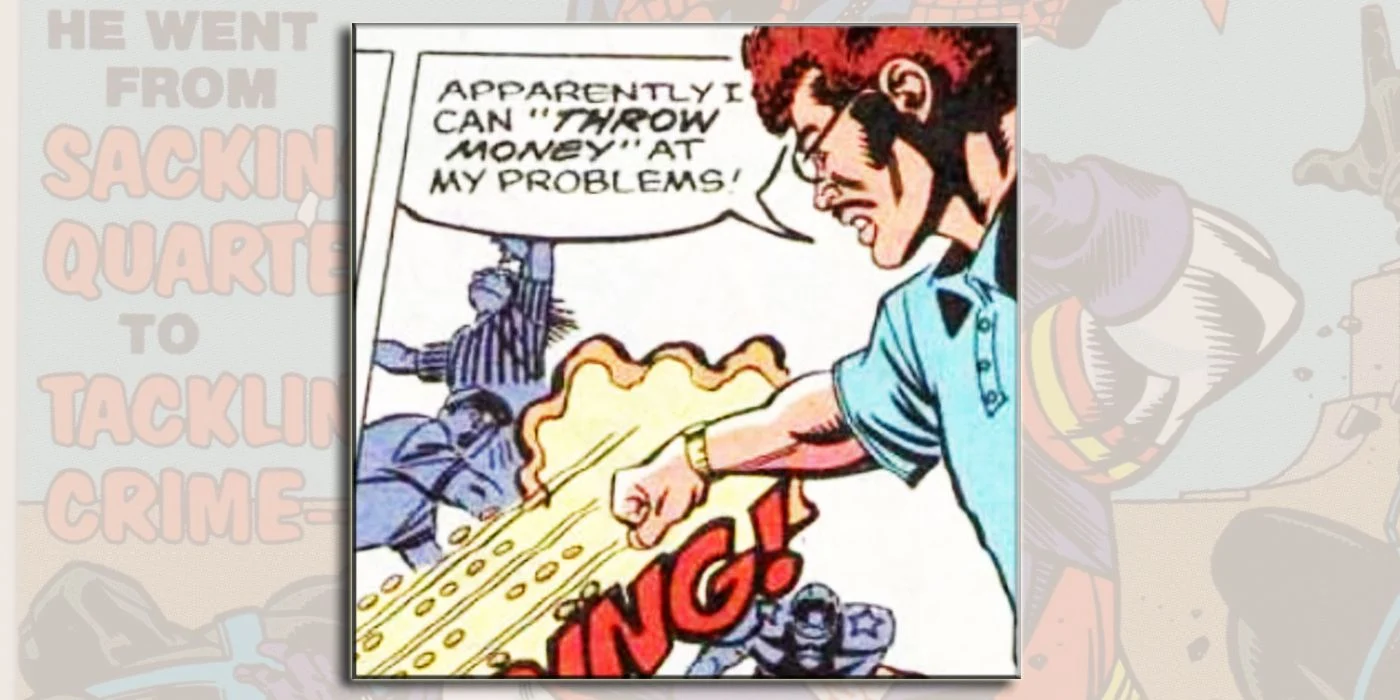 HE WENT
FROM
SACKIN
QUARTE
TO
TACKLIN
CRIME—
APPARENTLY I
CAN "THROW
MONEY" AT
MY PROBLEMS!
ING!